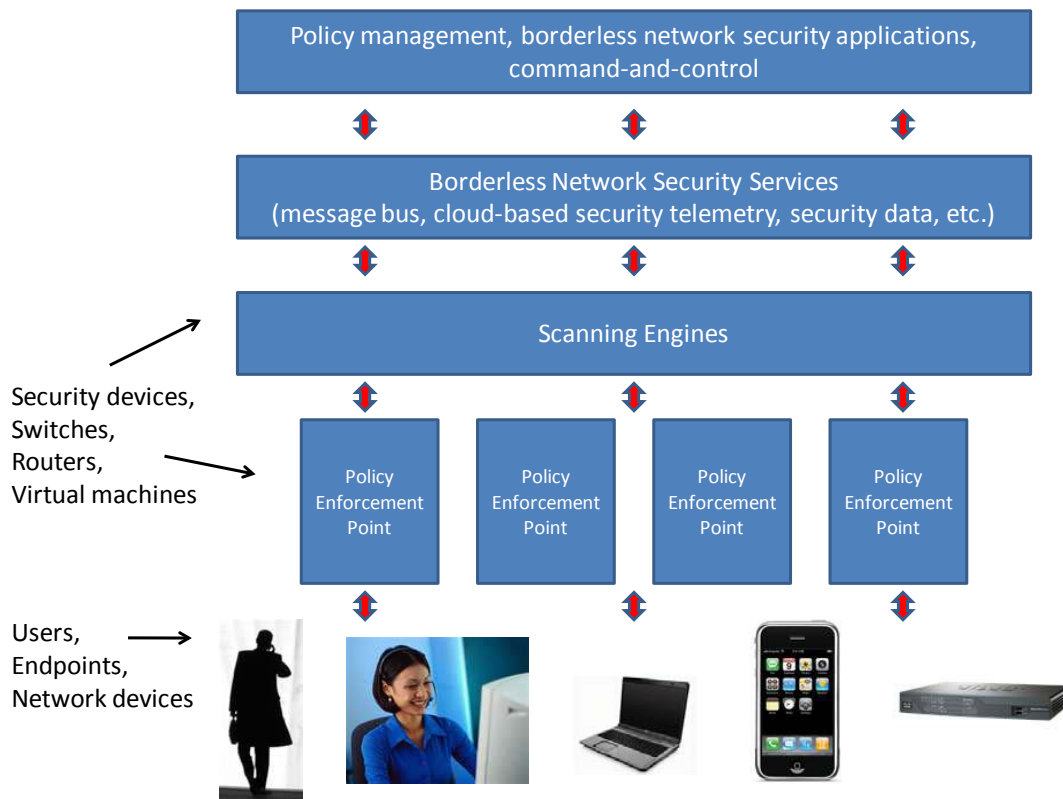 Policy management, borderless network security applications,
command-and-control
Borderless Network Security Services
(message bus, cloud-based security telemetry, security data, etc.)
Scanning Engines
Security devices,
Switches,
Routers,
Virtual machines
Policy
Enforcement
Point
Policy
Enforcement
Point
Policy
Enforcement
Point
Policy
Enforcement
Point
Users,
Endpoints,
Network devices